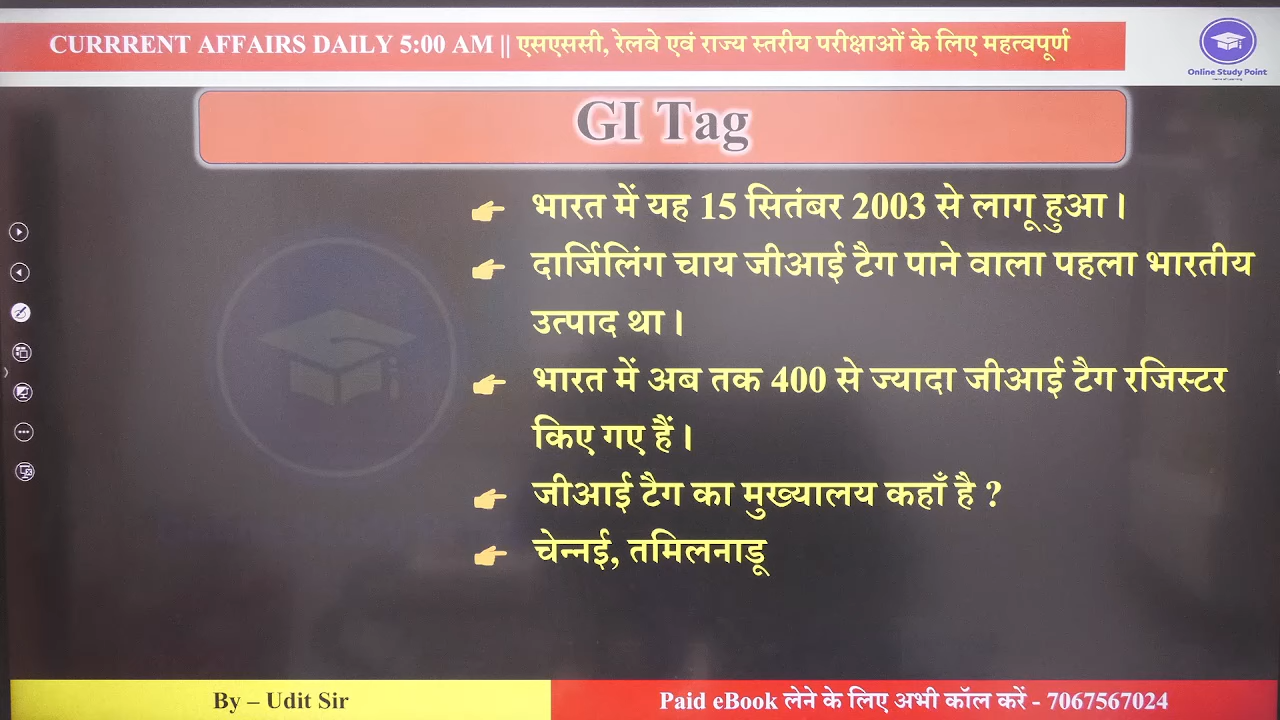 CURRRENT AFFAIRS DAILY 5:00 AM || एसएससी, रेलवे एवं राज्य स्तरीय परीक्षाओं के लिए महत्वपूर्ण
Online Study Point
GI Tag
भारत में यह 15 सितंबर 2003 से लागू हुआ।
दार्जिलिंग चाय जीआई टैग पाने वाला पहला भारतीय
उत्पाद था।
भारत में अब तक 400 से ज्यादा जीआई टैग रजिस्टर
किए गए हैं।
जीआई टैग का मुख्यालय कहाँ है ?
चेन्नई, तमिलनाडू
By – Udit Sir
Paid eBook लेने के लिए अभी कॉल करें - 7067567024